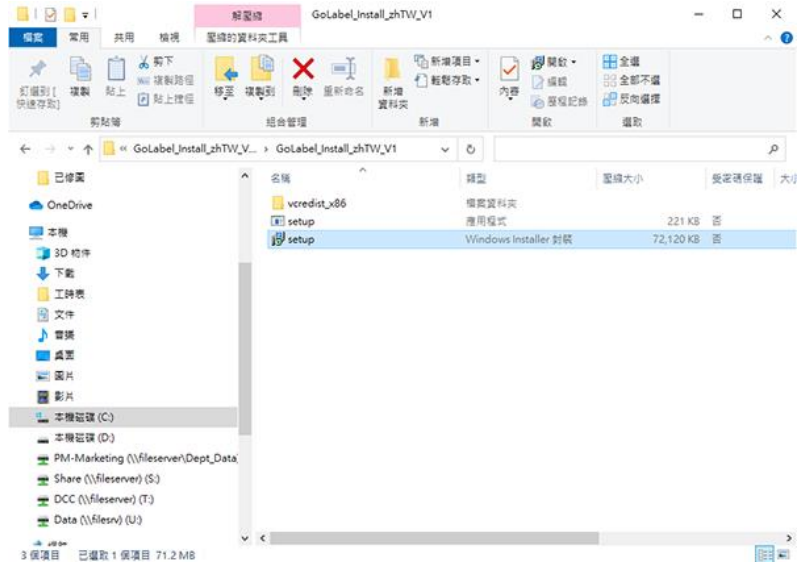 解壓縮
GoLabel_Install_zhTW_V1
檔案
常用
共用
檢視
壓縮的資料夾工具
釘選到 [快速存取]
複製
貼上
剪下
複製路徑
貼上捷徑
移至
複製到
刪除
重新命名
新增
資料夾
新增項目
輕鬆存取
內容
開啟
編輯
歷程記錄
全選
全部不選
反向選擇
剪貼簿
組合管理
新增
開啟
選取
« GoLabel_Install_zhTW_V... › GoLabel_Install_zhTW_V1
名稱
類型
壓縮大小
受密碼保護
大小
vcredist_x86
檔案資料夾
setup
應用程式
221 KB
否
setup
Windows Installer 封裝
72,120 KB
否
已修圖
OneDrive
本機
3D 物件
下載
工時表
文件
音樂
桌面
圖片
影片
本機磁碟 (C:)
本機磁碟 (D:)
PM-Marketing (\\fileserver\Dept_Data)
Share (\\fileserver) (S:)
DCC (\\fileserver) (T:)
Data (\\filesrv) (U:)
3 個項目
已選取 1 個項目 71.2 MB